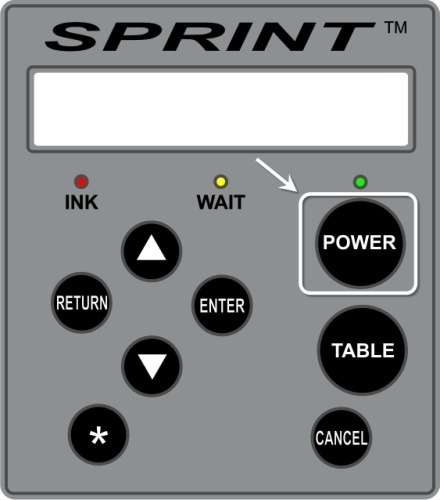 SPRINT™
INK
WAIT
POWER
RETURN
ENTER
TABLE
*
CANCEL